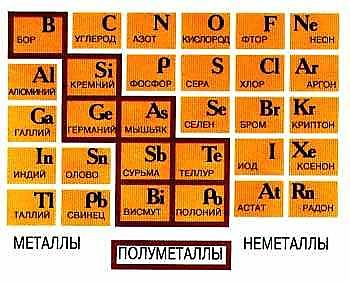 B C N O F Ne
БОР УГЛЕРОД АЗОТ КИСЛОРОД ФТОР НЕОН
Al Si P S Cl Ar
АЛЮМИНИЙ КРЕМНИЙ ФОСФОР СЕРА ХЛОР АРГОН
Ga Ge As Se Br Kr
ГАЛЛИЙ ГЕРМАНИЙ МЫШЬЯК СЕЛЕН БРОМ КРИПТОН
In Sn Sb Te I Xe
ИНДИЙ ОЛОВО СУРЬМА ТЕЛЛУР ИОД КСЕНОН
Tl Pb Bi Po At Rn
ТАЛЛИЙ СВИНЕЦ ВИСМУТ ПОЛОНИЙ АСТАТ РАДОН
МЕТАЛЛЫ ПОЛУМЕТАЛЛЫ НЕМЕТАЛЛЫ